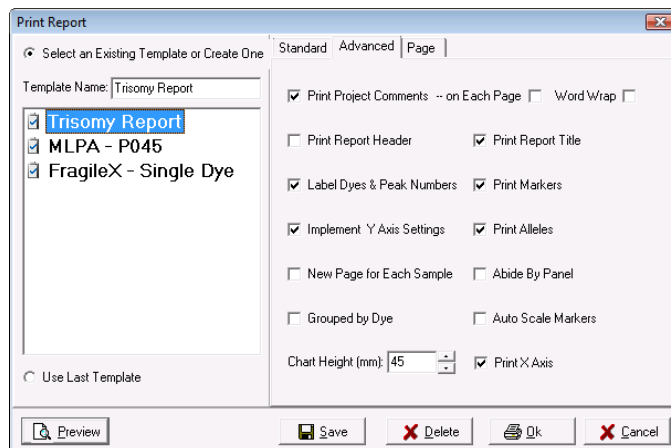 Print Report
Select an Existing Template or Create One
Template Name: Trisomy Report
Trisomy Report
MLPA - P045
FragileX - Single Dye
Use Last Template
Standard Advanced Page
Print Project Comments -- on Each Page Word Wrap
Print Report Header Print Report Title
Label Dyes & Peak Numbers Print Markers
Implement Y Axis Settings Print Alleles
New Page for Each Sample Abide By Panel
Grouped by Dye Auto Scale Markers
Chart Height (mm): 45 Print X Axis
Preview Save Delete Ok Cancel